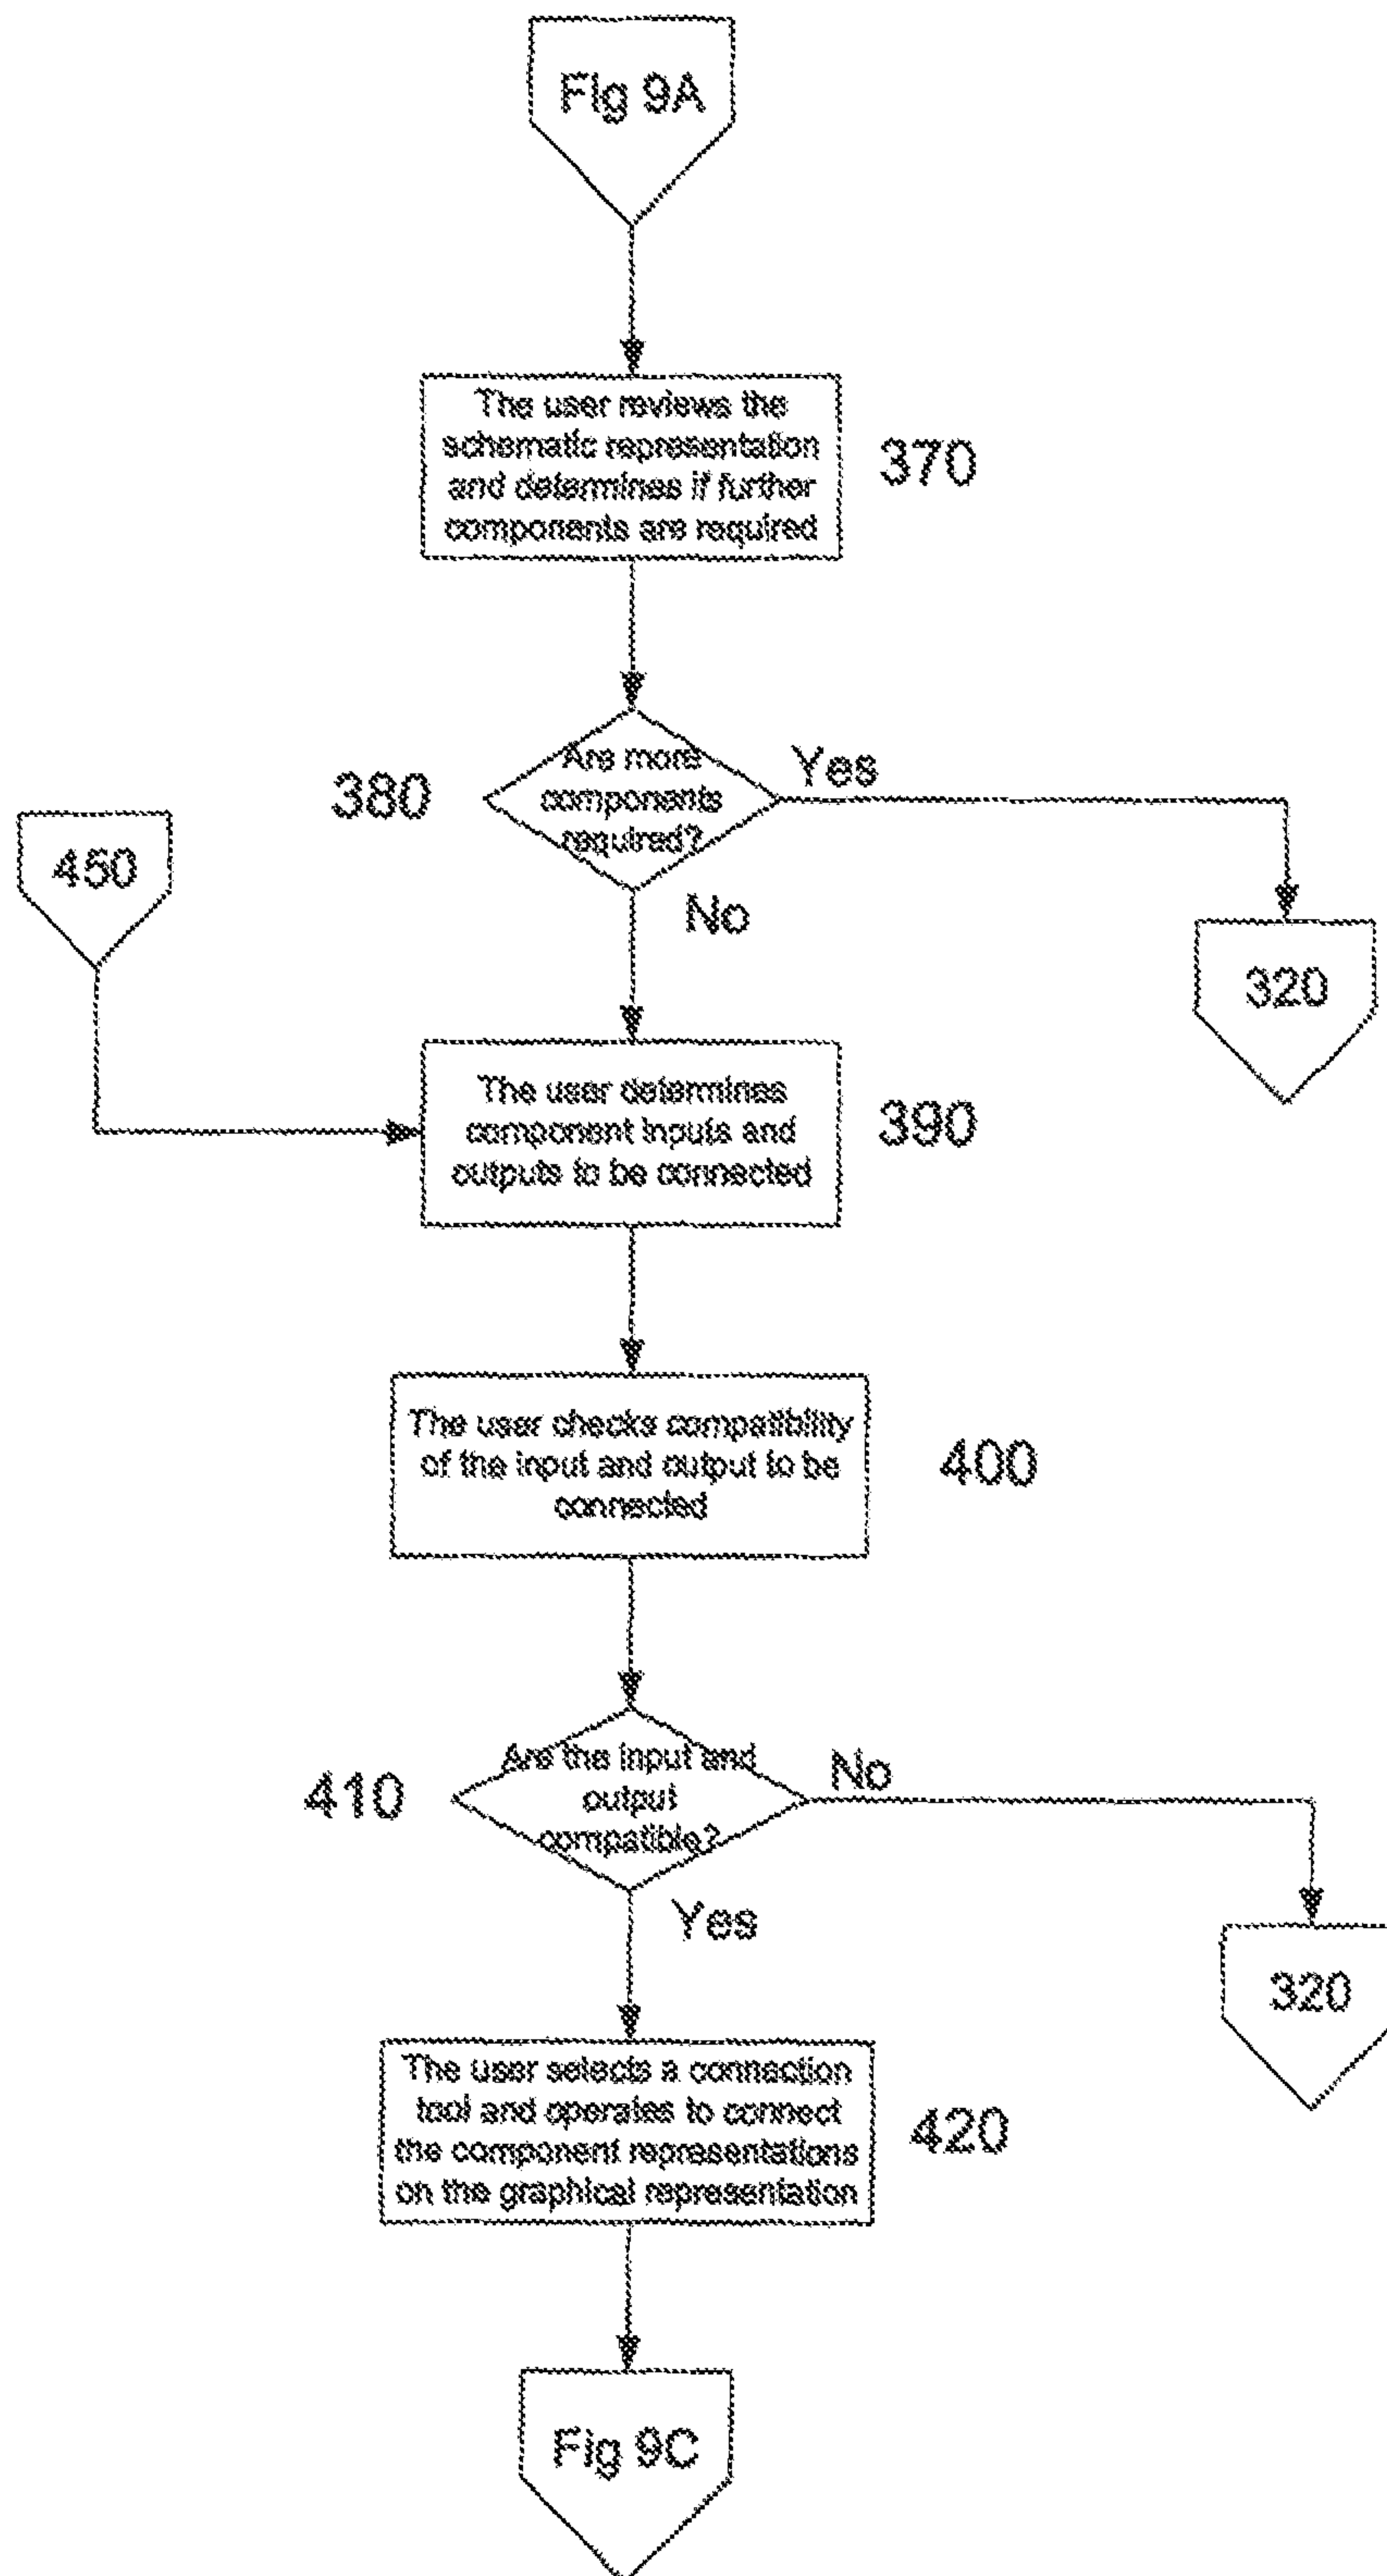 Fig 9A
The user reviews the
schematic representation
and determines if further
components are required
370
Are more
components
required?
380
Yes
No
450
320
The user determines
component inputs and
outputs to be connected
390
The user checks compatibility
of the input and output to be
connected
400
Are the input and
output
compatible?
410
No
Yes
320
The user selects a connection
tool and operates to connect
the component representations
on the graphical representation
420
Fig 9C